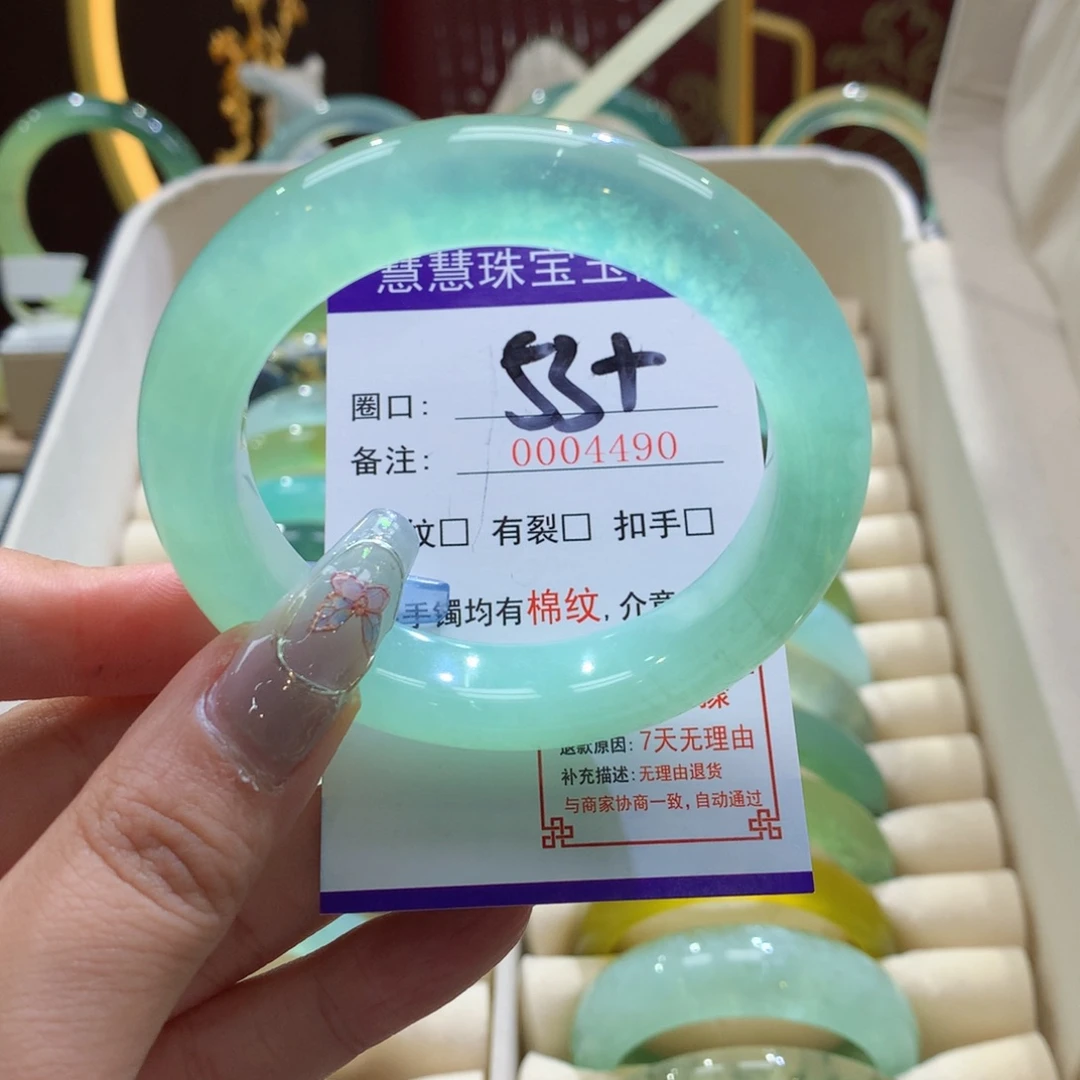 慧慧珠宝玉
圈口: 53+
备注: 0004490
纹□ 有裂□ 扣手□
手镯均有棉纹, 介意
退款原因: 7天无理由
补充描述: 无理由退货
与商家协商一致, 自动通过